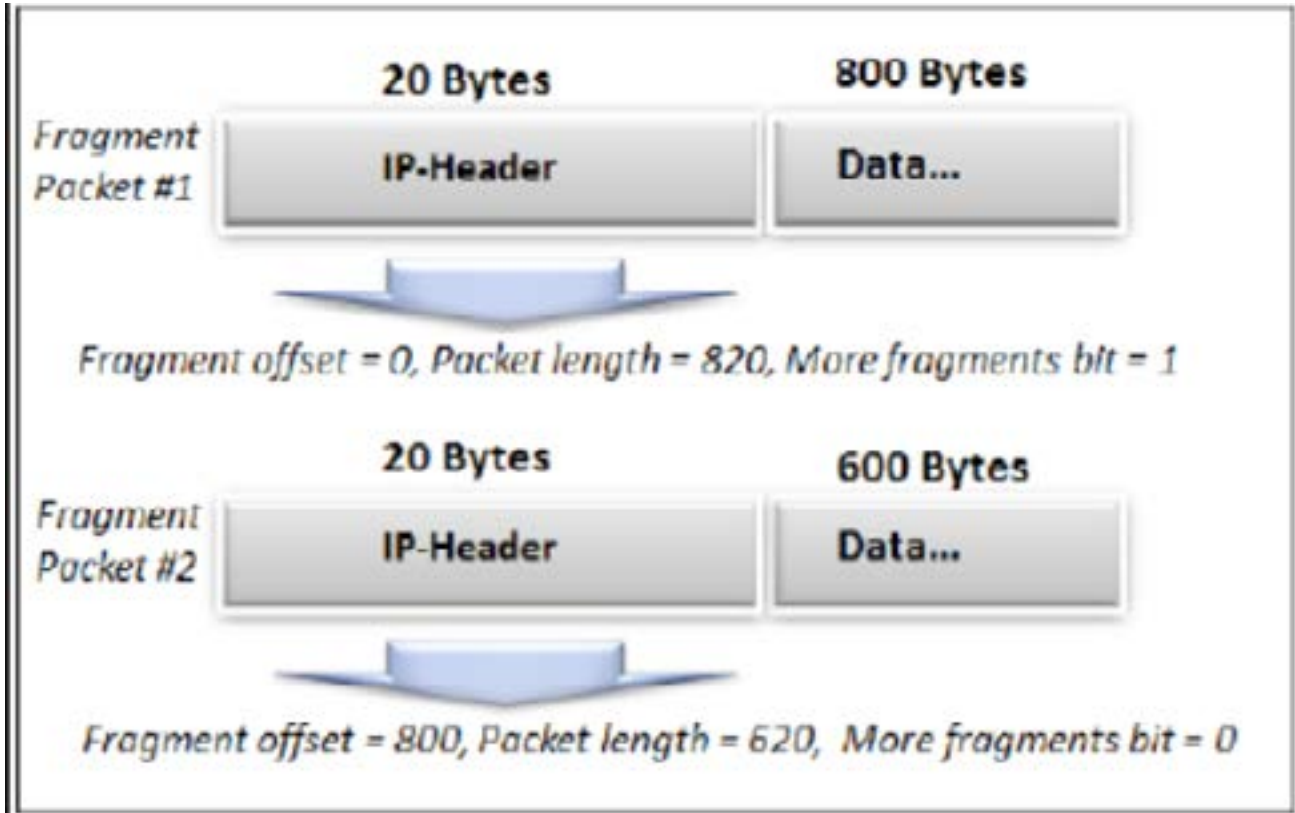 20 Bytes
800 Bytes
Fragment
Packet #1
IP-Header
Data...
Fragment offset = 0, Packet length = 820, More fragments bit = 1
20 Bytes
600 Bytes
Fragment
Packet #2
IP-Header
Data...
Fragment offset = 800, Packet length = 620, More fragments bit = 0